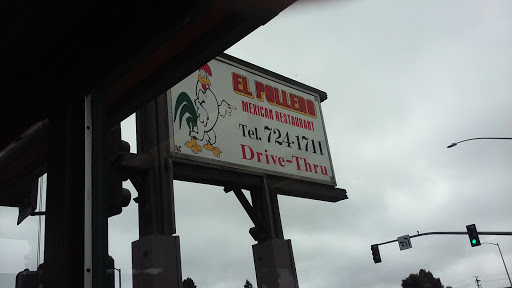 EL POLLERO
MEXICAN RESTAURANT
Tel. 724-1711
Drive-Thru